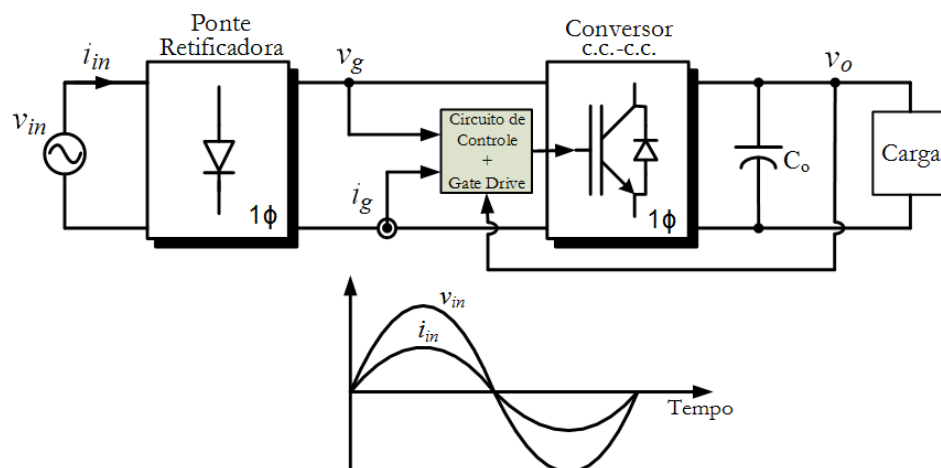 Ponte
Retificadora
Conversor
c.c.-c.c.
i_in
v_g
v_o
v_in
Circuito de
Controle
+
Gate Drive
C_o
Carga
i_g
1ϕ
1ϕ
v_in
i_in
Tempo